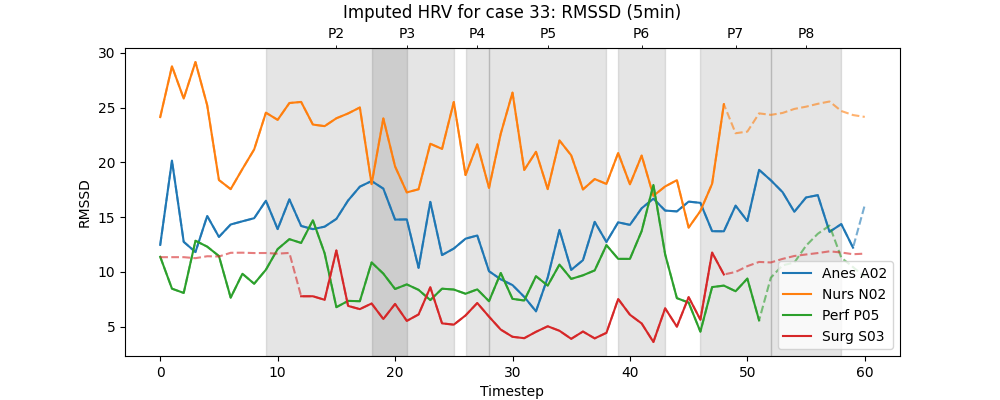 Imputed HRV for case 33: RMSSD (5min)
P2 P3 P4 P5 P6 P7 P8
30
25
20
15
10
5
RMSSD
0 10 20 30 40 50 60
Timestep
Anes A02
Nurs N02
Perf P05
Surg S03